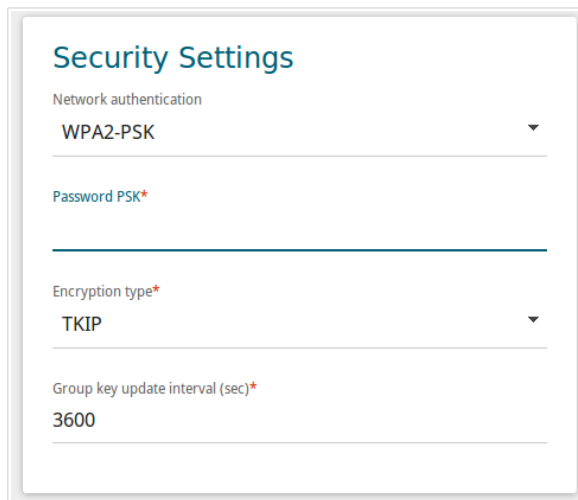 Security Settings
Network authentication
WPA2-PSK
Password PSK*
Encryption type*
TKIP
Group key update interval (sec)*
3600